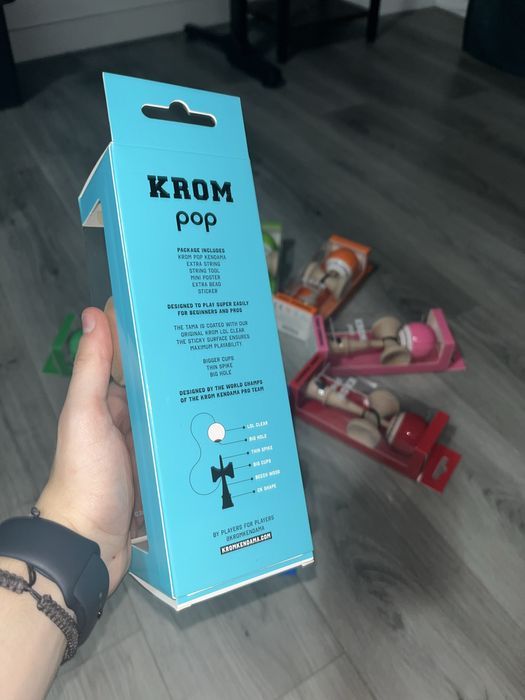 KROM
pop
PACKAGE INCLUDES
KROM POP KENDAMA
EXTRA STRING
STRING TOOL
MINI POSTER
EXTRA BEAD
STICKER
DESIGNED TO PLAY SUPER EASILY
FOR BEGINNERS AND PROS
THE TAMA IS COATED WITH OUR
ORIGINAL KROM LOL CLEAR
THE STICKY SURFACE ENSURES
MAXIMUM PLAYABILITY
BIGGER CUPS
THIN SPIKE
BIG HOLE
DESIGNED BY THE WORLD CHAMPS
OF THE KROM KENDAMA PRO TEAM
LOL CLEAR
BIG HOLE
THIN SPIKE
BIG CUPS
BEECH WOOD
CK SHAPE
BY PLAYERS FOR PLAYERS
@KROMKENDAMA
KROMKENDAMA.COM